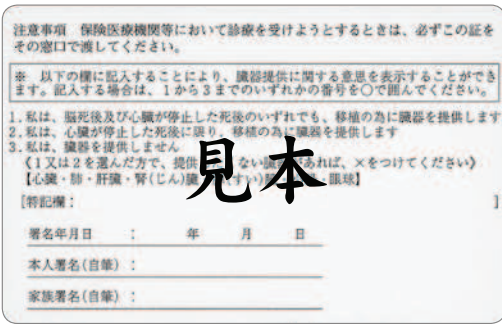 注意事項　保険医療機関等において診療を受けようとするときは、必ずこの証を
その窓口で渡してください。
※　以下の欄に記入することにより、臓器提供に関する意思を表示することができ
ます。記入する場合は、1から3までのいずれかの番号を〇で囲んでください。
1. 私は、脳死後及び心臓が停止した死後のいずれでも、移植の為に臓器を提供します
2. 私は、心臓が停止した死後に限り、移植の為に臓器を提供します
3. 私は、臓器を提供しません
《1又は2を選んだ方で、提供 ない があれば、×をつけてください》
【心臓・肺・肝臓・腎(じん)臓 すい) ・眼球】
見本
[特記欄： ]
署名年月日　：　年　月　日
本人署名(自筆)：
家族署名(自筆)：